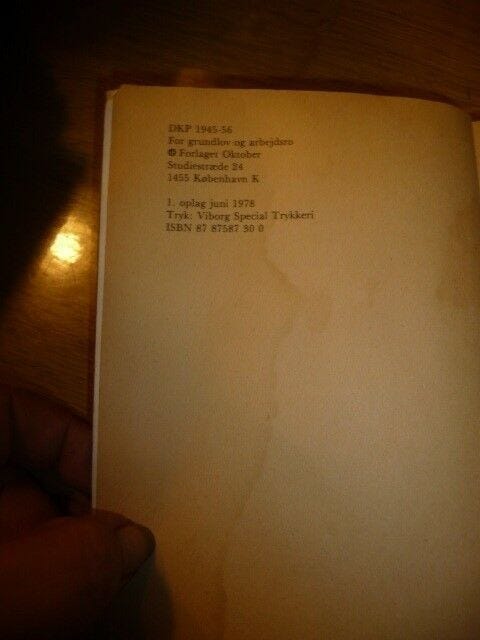 DKP 1945-56
For grundlov og arbejdsro
© Forlaget Oktober
Studiestræde 24
1455 København K
1. oplag juni 1978
Tryk: Viborg Special Trykkeri
ISBN 87 87587 30 0